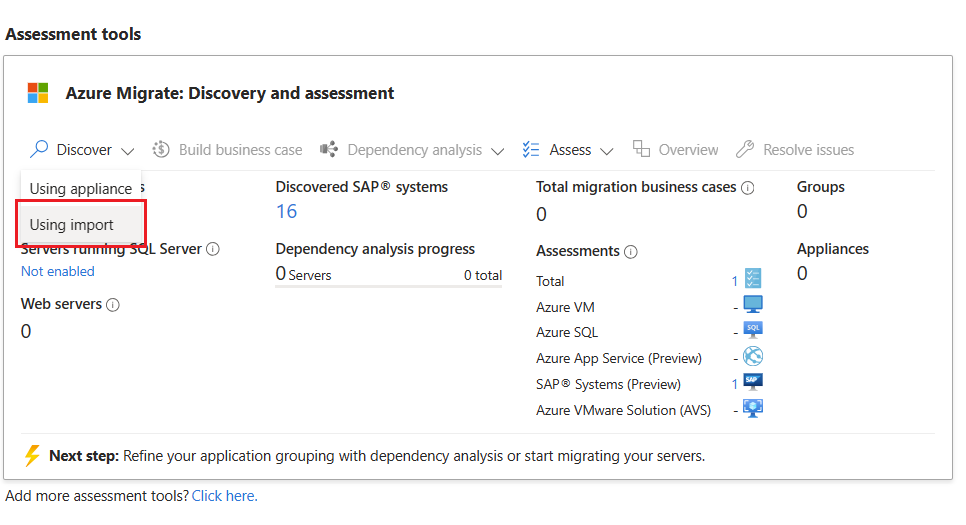 Assessment tools
Azure Migrate: Discovery and assessment
Discover Build business case Dependency analysis Assess Overview Resolve issues
Using appliance
Using import
s
Servers running SQL Server
Not enabled
Web servers
0
Discovered SAP® systems
16
Dependency analysis progress
0 Servers 0 total
Total migration business cases
0
Assessments
Total 1
Azure VM -
Azure SQL - SQL
Azure App Service (Preview) -
SAP® Systems (Preview) 1 SAP
Azure VMware Solution (AVS) -
Groups
0
Appliances
0
Next step: Refine your application grouping with dependency analysis or start migrating your servers.
Add more assessment tools? Click here.